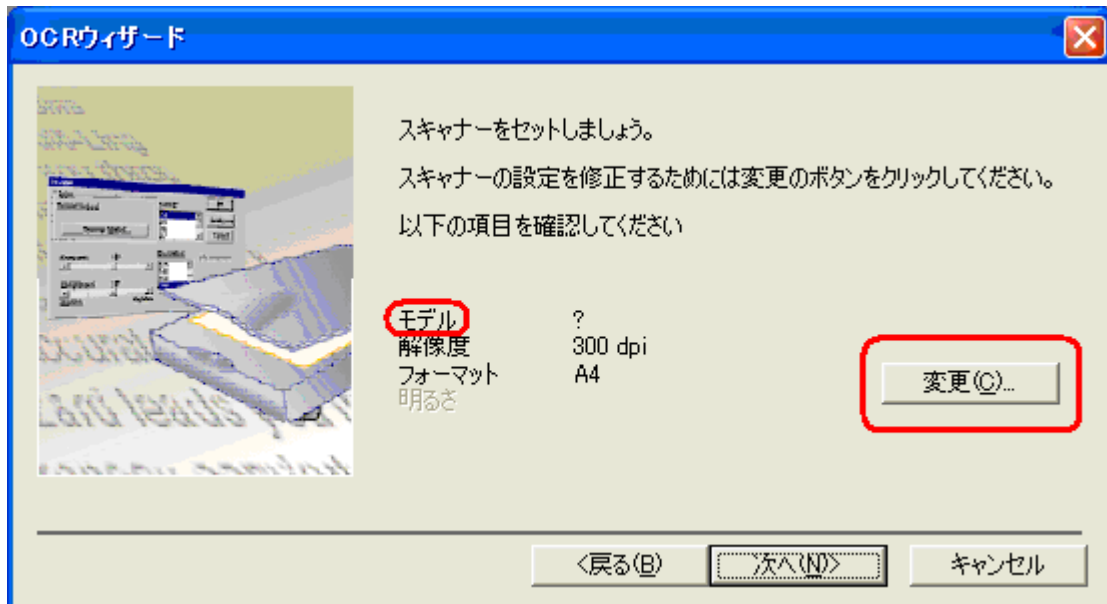 OCRウィザード
スキャナーをセットしましょう。
スキャナーの設定を修正するためには変更のボタンをクリックしてください。
以下の項目を確認してください
モデル ?
解像度 300 dpi
フォーマット A4
変更(C)...
明るさ
<戻る(B) 次へ(N)> キャンセル